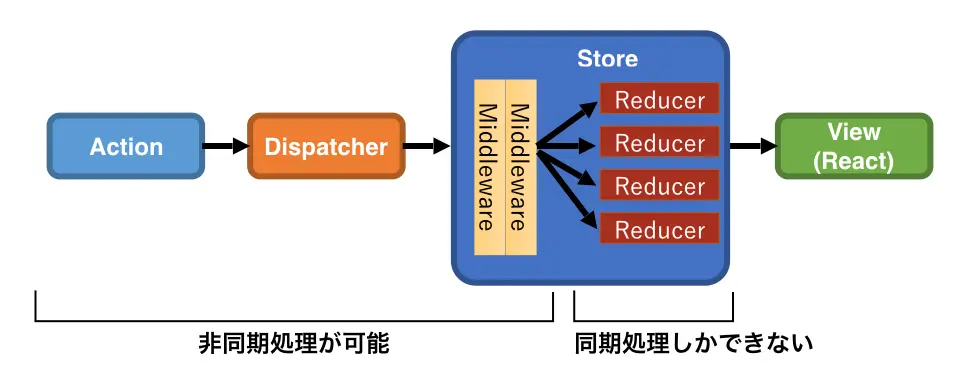 Store
Action
Dispatcher
Middleware
Middleware
Reducer
Reducer
Reducer
Reducer
View
(React)
非同期処理が可能
同期処理しかできない